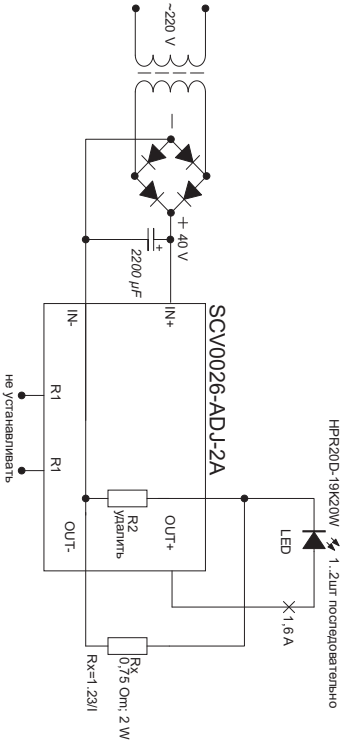 ~220 V
+ 40 V
2200 µF
IN+
IN-
SCV0026-ADJ-2A
R1
R1
не устанавливать
R2
удалить
OUT+
OUT-
HPR20D-19K20W
1..2шт последовательно
LED
1,6 A
Rx
0,75 Om; 2 W
Rx=1.23/I